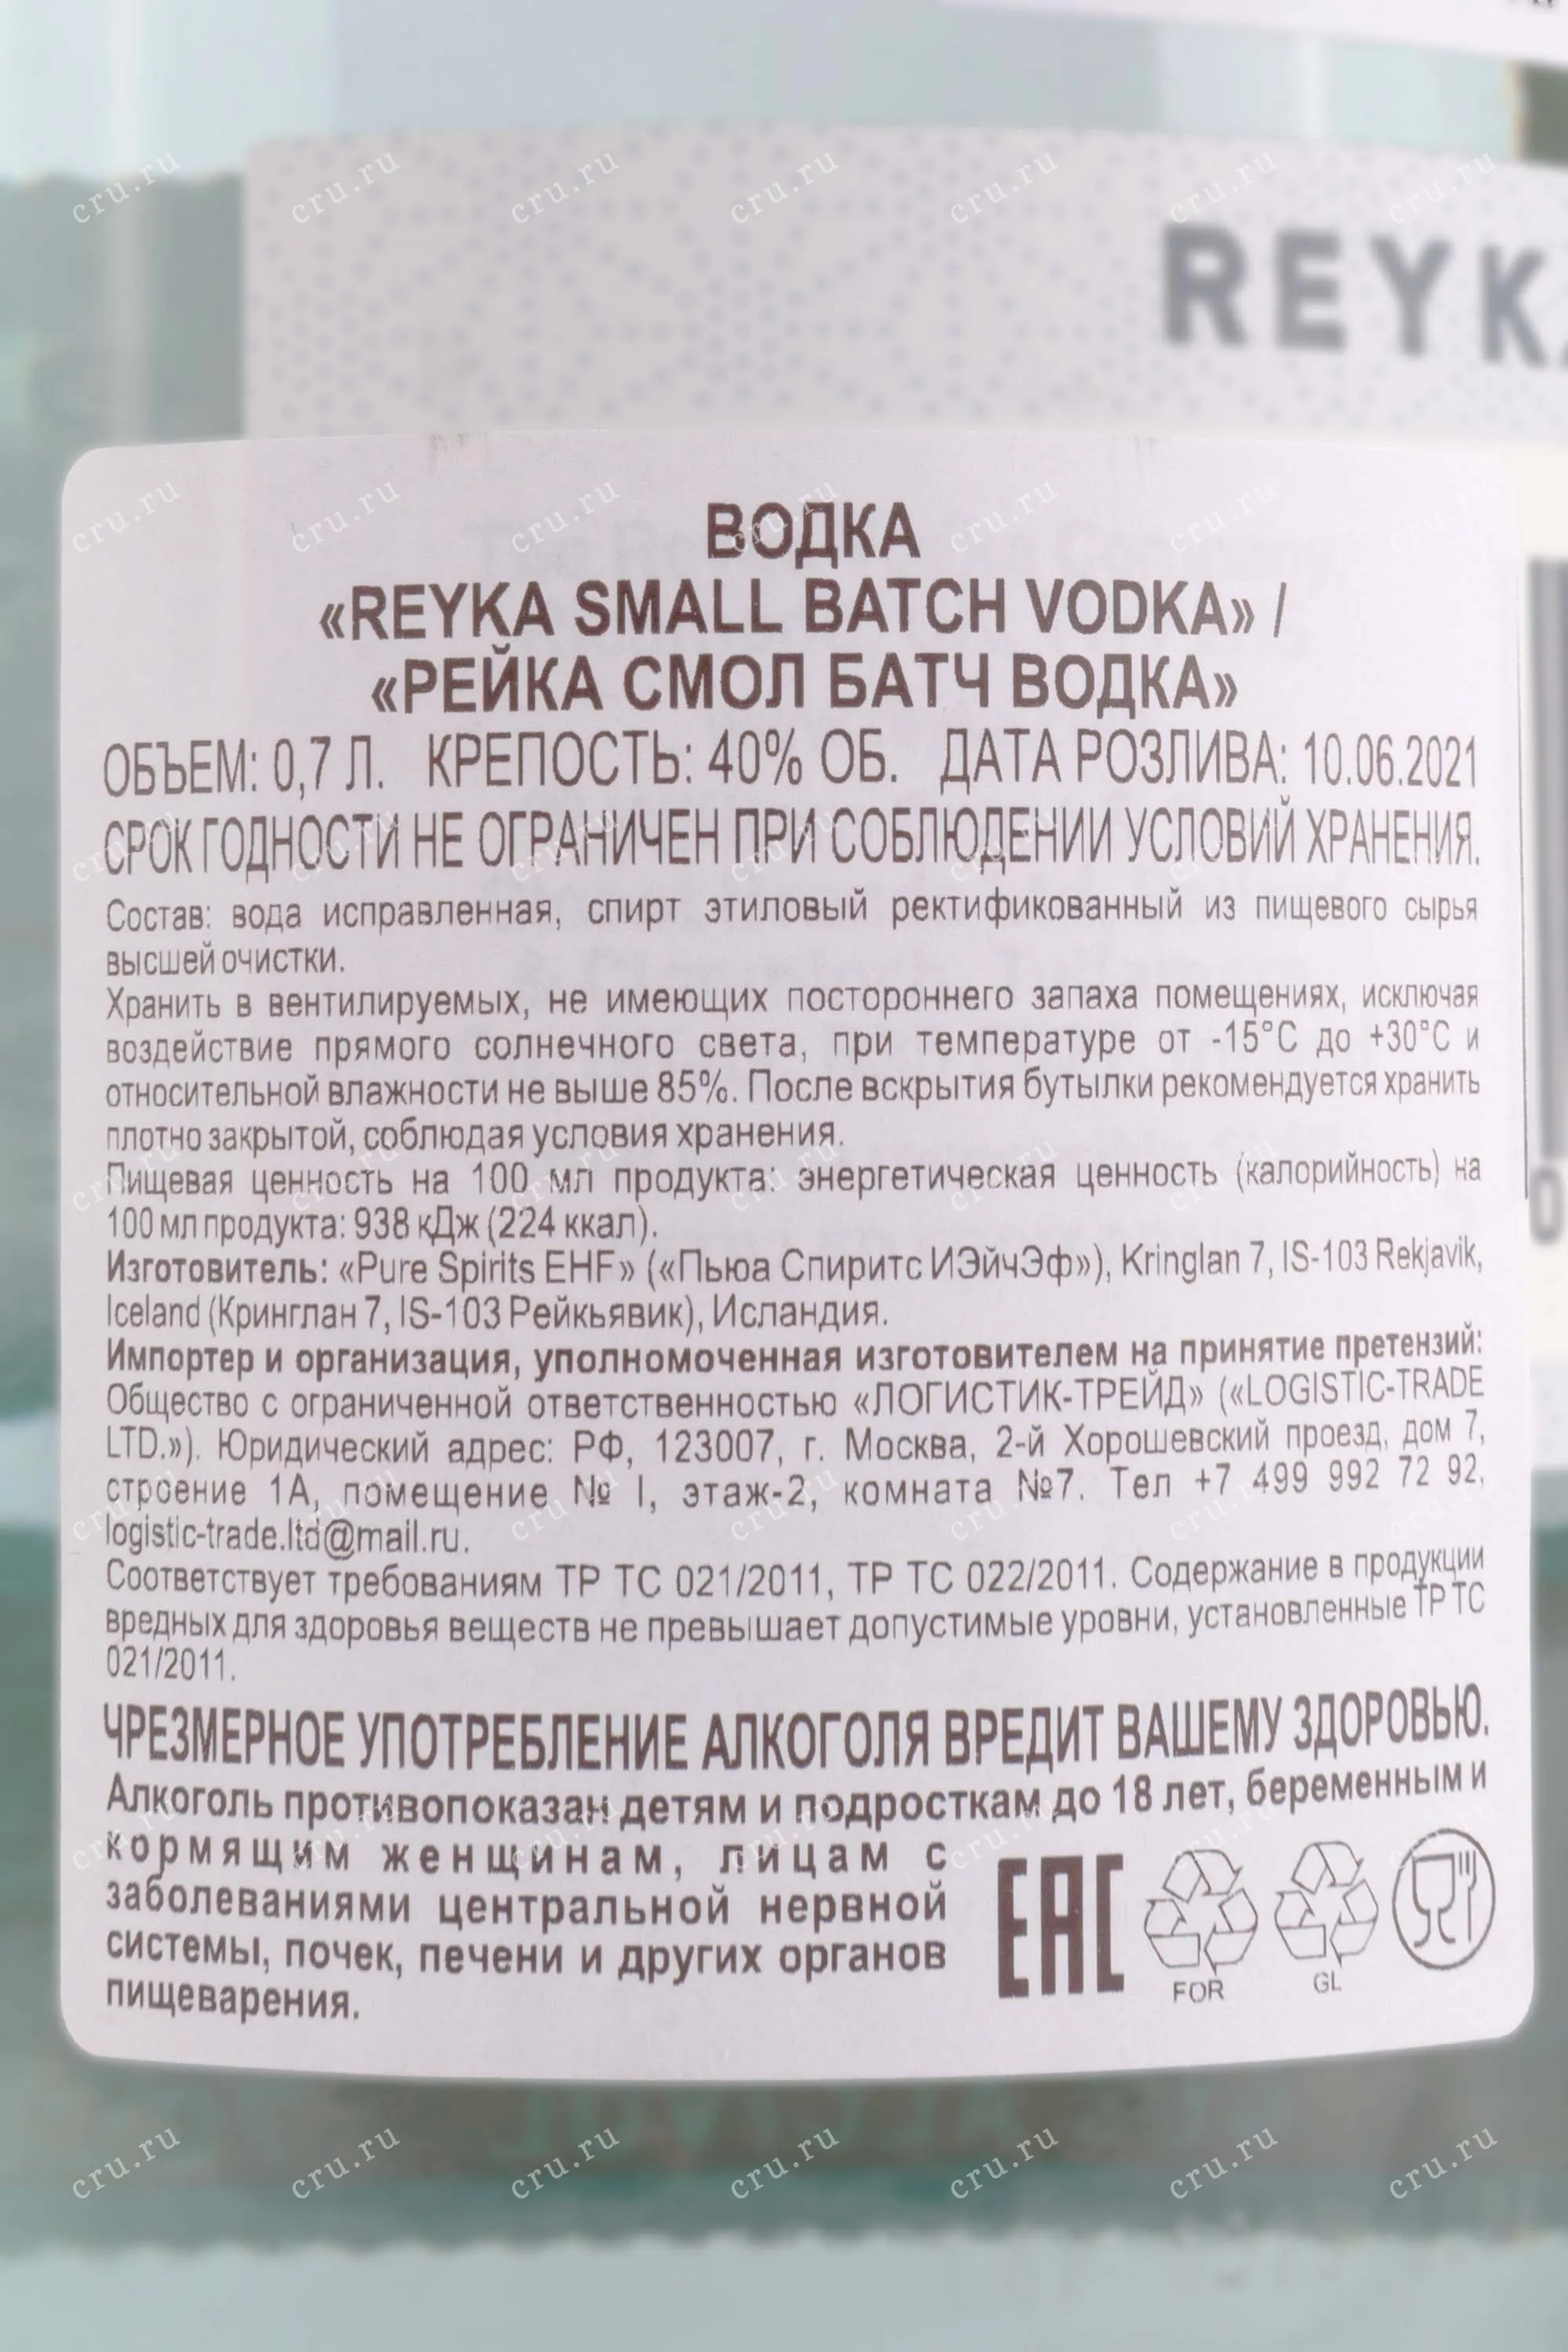 REYK
ВОДКА
«REYKA SMALL BATCH VODKA» /
«РЕЙКА СМОЛ БАТЧ ВОДКА»
ОБЪЕМ: 0,7 Л. КРЕПОСТЬ: 40% ОБ. ДАТА РОЗЛИВА: 10.06.2021
СРОК ГОДНОСТИ НЕ ОГРАНИЧЕН ПРИ СОБЛЮДЕНИИ УСЛОВИЙ ХРАНЕНИЯ.
Состав: вода исправленная, спирт этиловый ректификованный из пищевого сырья
высшей очистки.
Хранить в вентилируемых, не имеющих постороннего запаха помещениях, исключая
воздействие прямого солнечного света, при температуре от -15°C до +30°C и
относительной влажности не выше 85%. После вскрытия бутылки рекомендуется хранить
плотно закрытой, соблюдая условия хранения.
Пищевая ценность на 100 мл продукта: энергетическая ценность (калорийность) на
100 мл продукта: 938 кДж (224 ккал).
Изготовитель: «Pure Spirits EHF» («Пьюа Спиритс ИЭйчЭф»), Kringlan 7, IS-103 Rekjavik,
Iceland (Кринглан 7, IS-103 Рейкьявик), Исландия.
Импортер и организация, уполномоченная изготовителем на принятие претензий:
Общество с ограниченной ответственностью «ЛОГИСТИК-ТРЕЙД» («LOGISTIC-TRADE
LTD.»). Юридический адрес: РФ, 123007, г. Москва, 2-й Хорошевский проезд, дом 7,
строение 1А, помещение № I, этаж-2, комната №7. Тел +7 499 992 72 92,
logistic-trade.ltd@mail.ru.
Соответствует требованиям ТР ТС 021/2011, ТР ТС 022/2011. Содержание в продукции
вредных для здоровья веществ не превышает допустимые уровни, установленные ТР ТС
021/2011.
ЧРЕЗМЕРНОЕ УПОТРЕБЛЕНИЕ АЛКОГОЛЯ ВРЕДИТ ВАШЕМУ ЗДОРОВЬЮ.
Алкоголь противопоказан детям и подросткам до 18 лет, беременным и
кормящим женщинам, лицам с
заболеваниями центральной нервной
системы, почек, печени и других органов
пищеварения.
EAC
FOR
GL